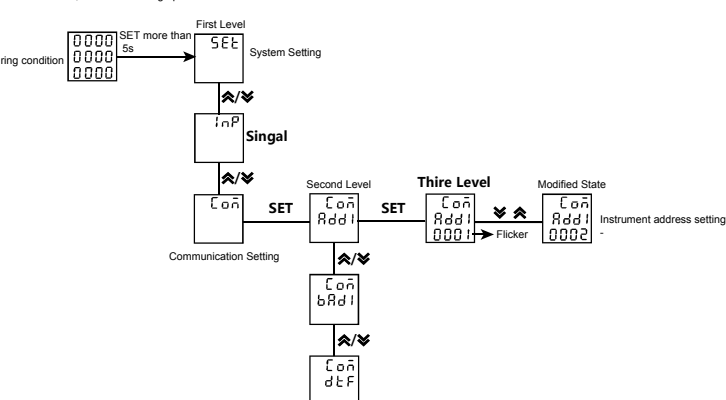 First Level
SET more than
5s
ring condition
0000
0000
0000
SEt
System Setting
InP
Singal
Con
SET
Communication Setting
Second Level
Con
Add1
SET
Thire Level
Con
Add1
0001
Flicker
Modified State
Con
Add1
0002
Instrument address setting
-
Con
bAd1
Con
dtF